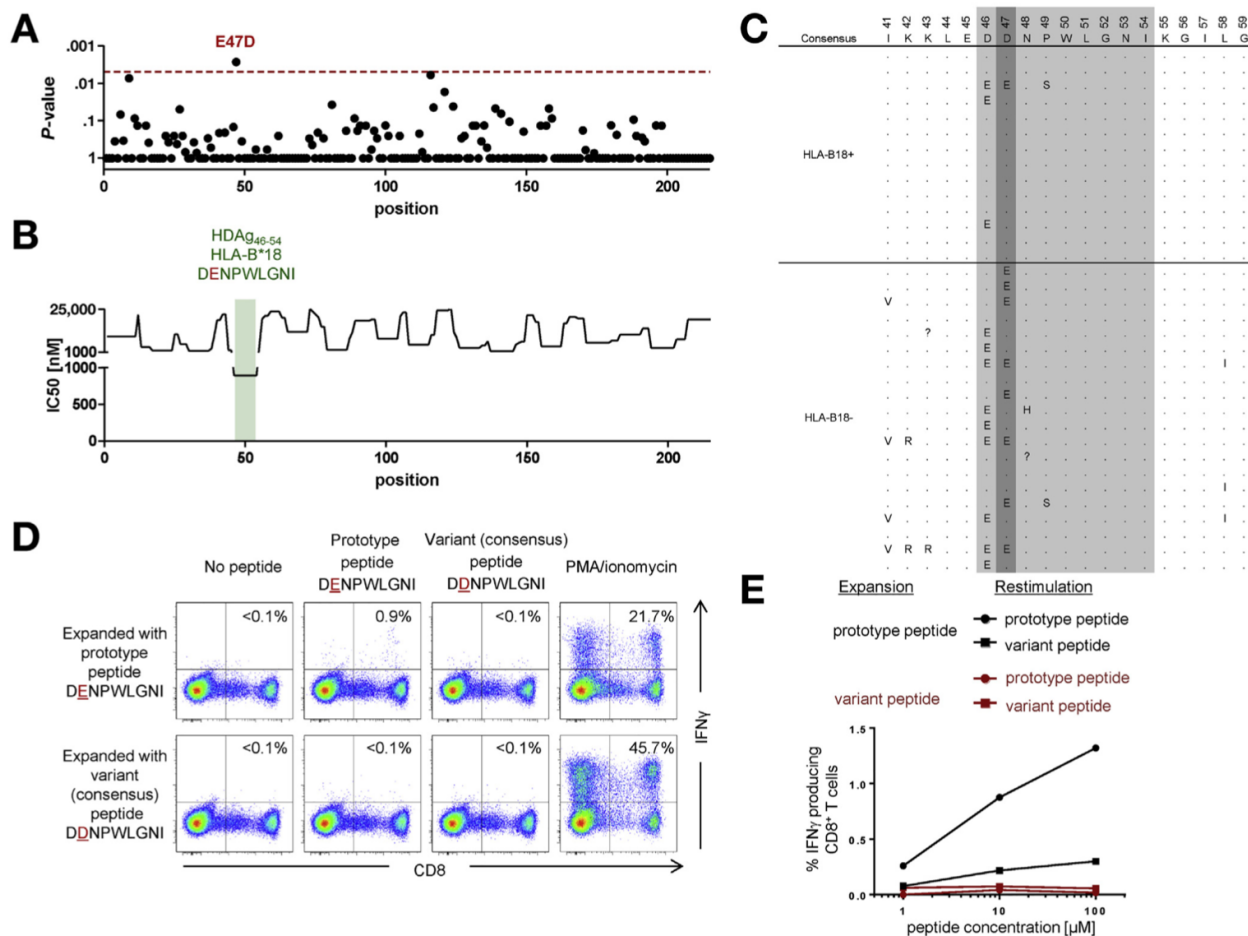 A
E47D
.001
.01
.1
1
P-value
0
50
100
150
200
position
B
HDAg46-54
HLA-B*18
DENPWLGNI
25,000
1000
1000
500
0
IC50 [nM]
0
50
100
150
200
position
C
41 42 43 44 45 46 47 48 49 50 51 52 53 54 55 56 57 58 59
Consensus I K K L E D D N P W L G N I K G I L G
E E S
E
HLA-B18+
E
E
E
V E
? E
E
E E I
E
HLA-B18- E H
E
V R E E
?
I
E S
V E I
V R K E E
E
D
No peptide
Prototype
peptide
DENPWLGNI
Variant (consensus)
peptide
DDNPWLGNI
PMA/ionomycin
Expanded with
prototype
peptide
DENPWLGNI
<0.1% 0.9% <0.1% 21.7%
Expanded with
variant
(consensus)
peptide
DDNPWLGNI
<0.1% <0.1% <0.1% 45.7%
IFNγ
CD8
E
Expansion Restimulation
prototype peptide
prototype peptide
variant peptide
variant peptide
prototype peptide
variant peptide
1.5
1.0
0.5
0.0
% IFNγ producing
CD8+ T cells
1 10 100
peptide concentration [µM]